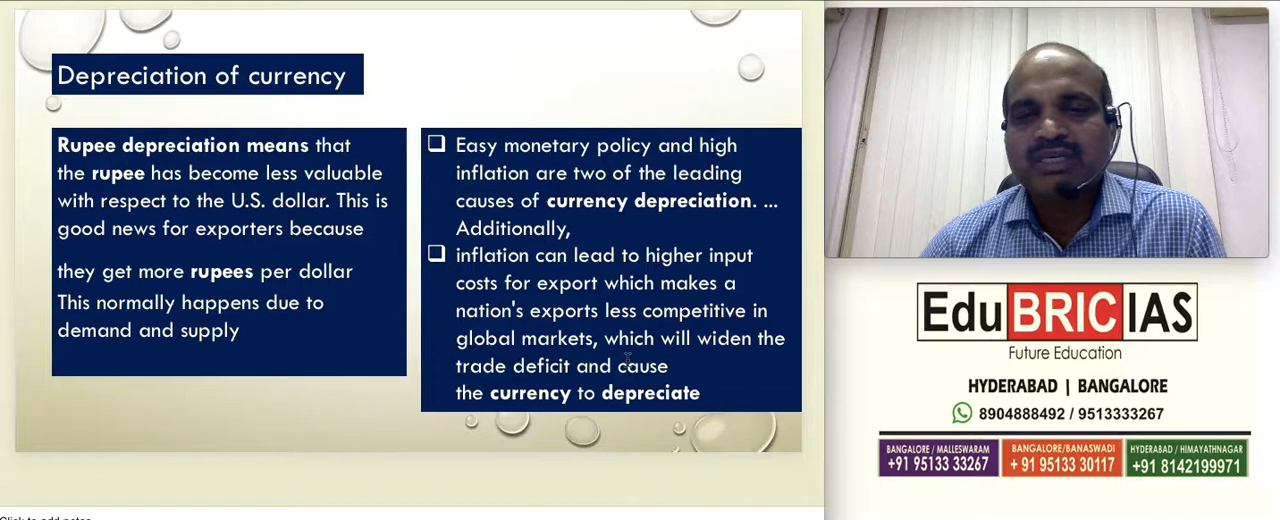 Depreciation of currency
Rupee depreciation means that
the rupee has become less valuable
with respect to the U.S. dollar. This is
good news for exporters because
they get more rupees per dollar
This normally happens due to
demand and supply
Easy monetary policy and high
inflation are two of the leading
causes of currency depreciation. ...
Additionally,
inflation can lead to higher input
costs for export which makes a
nation's exports less competitive in
global markets, which will widen the
trade deficit and cause
the currency to depreciate
EduBRICIAS
Future Education
HYDERABAD | BANGALORE
8904888492 / 9513333267
BANGALORE / MALLESWARAM
+91 95133 33267
BANGALORE/BANASWADI
+ 91 95133 30117
HYDERABAD / HIMAYATHNAGAR
+91 8142199971